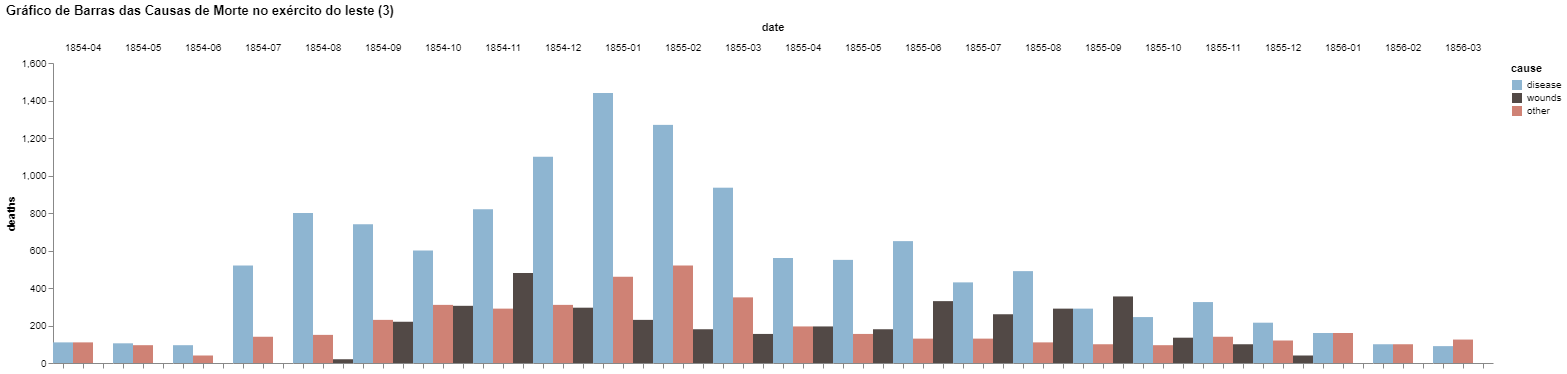 Gráfico de Barras das Causas de Morte no exército do leste (3)
date
1854-04 1854-05 1854-06 1854-07 1854-08 1854-09 1854-10 1854-11 1854-12 1855-01 1855-02 1855-03 1855-04 1855-05 1855-06 1855-07 1855-08 1855-09 1855-10 1855-11 1855-12 1856-01 1856-02 1856-03
1,600
1,400
1,200
1,000
800
600
400
200
0
deaths
cause
disease
wounds
other